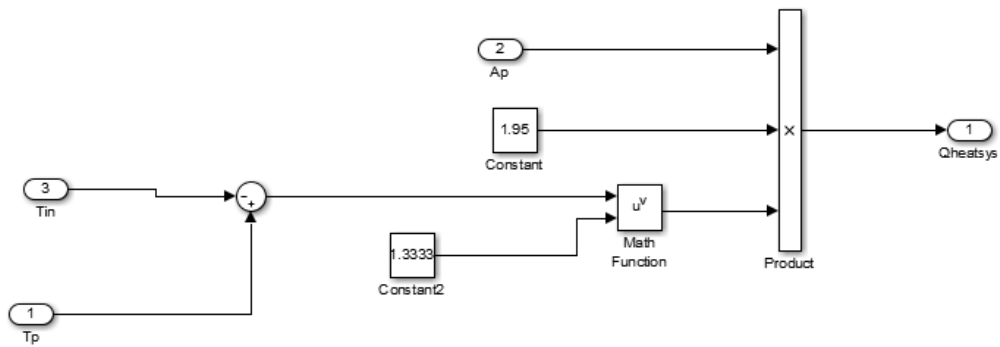 2
Ap
1.95
Constant
×
1
Qheatsys
3
Tin
-
+
u^v
Math
Function
1.3333
Constant2
Product
1
Tp